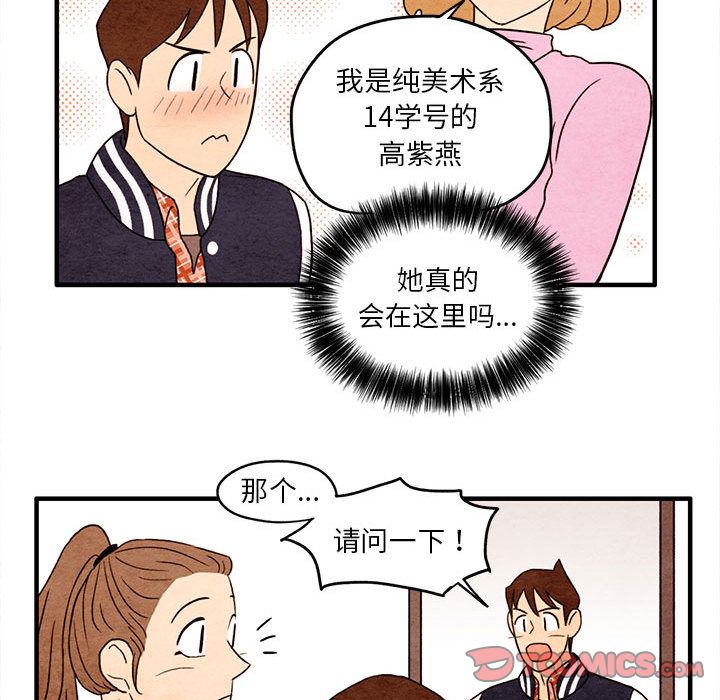 我是纯美术系
14学号的
高紫燕
她真的
会在这里吗...
那个...
请问一下！
TOOMICS.com